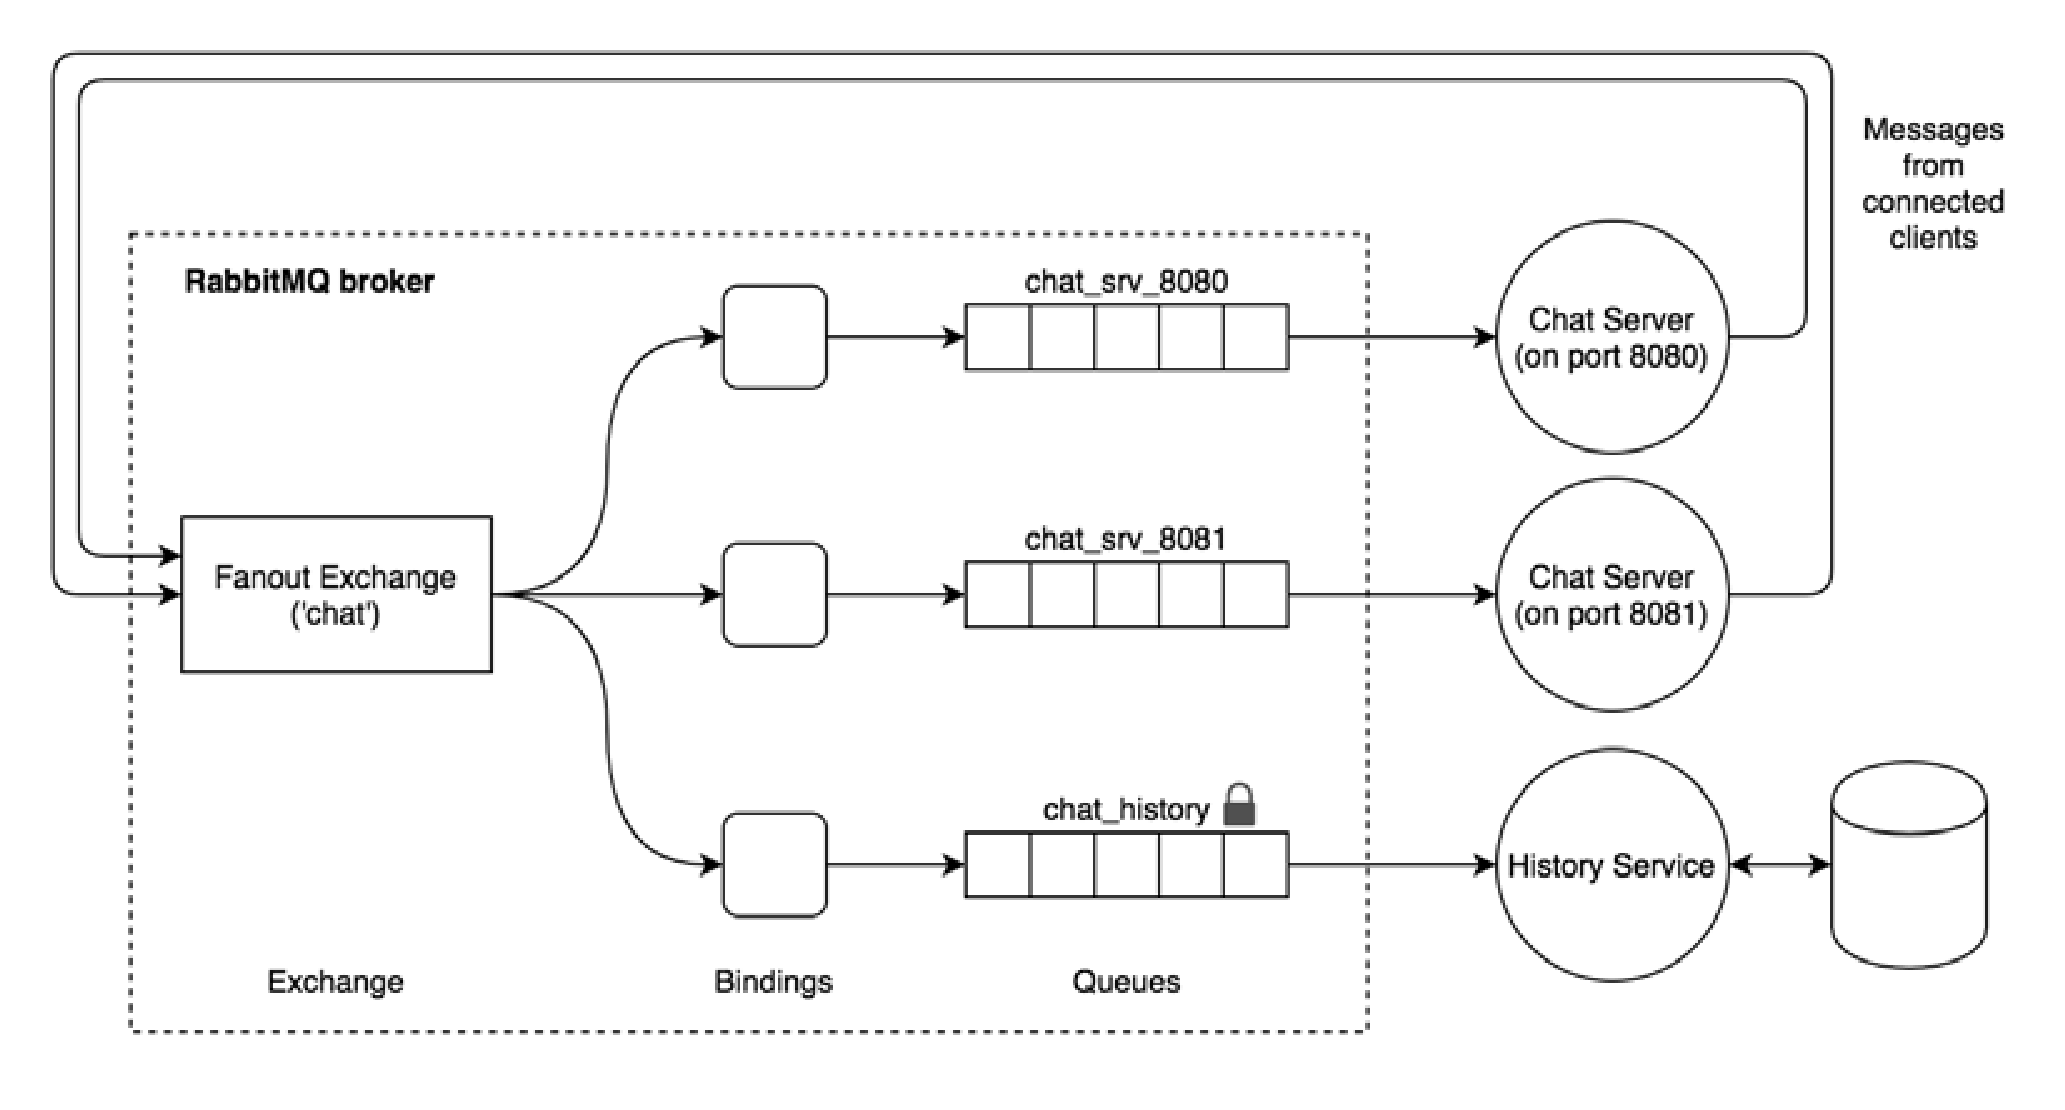 Messages
from
connected
clients
RabbitMQ broker
chat_srv_8080
Chat Server
(on port 8080)
chat_srv_8081
Fanout Exchange
('chat')
Chat Server
(on port 8081)
chat_history
History Service
Exchange
Bindings
Queues